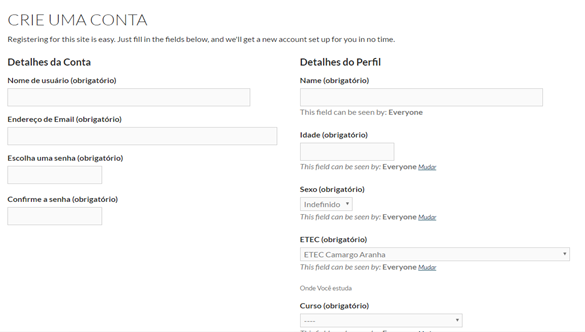 CRIE UMA CONTA
Registering for this site is easy. Just fill in the fields below, and we'll get a new account set up for you in no time.
Detalhes da Conta
Nome de usuário (obrigatório)
Endereço de Email (obrigatório)
Escolha uma senha (obrigatório)
Confirme a senha (obrigatório)
Detalhes do Perfil
Name (obrigatório)
This field can be seen by: Everyone
Idade (obrigatório)
This field can be seen by: Everyone Mudar
Sexo (obrigatório)
Indefinido
This field can be seen by: Everyone Mudar
ETEC (obrigatório)
ETEC Camargo Aranha
This field can be seen by: Everyone Mudar
Onde Você estuda
Curso (obrigatório)
----